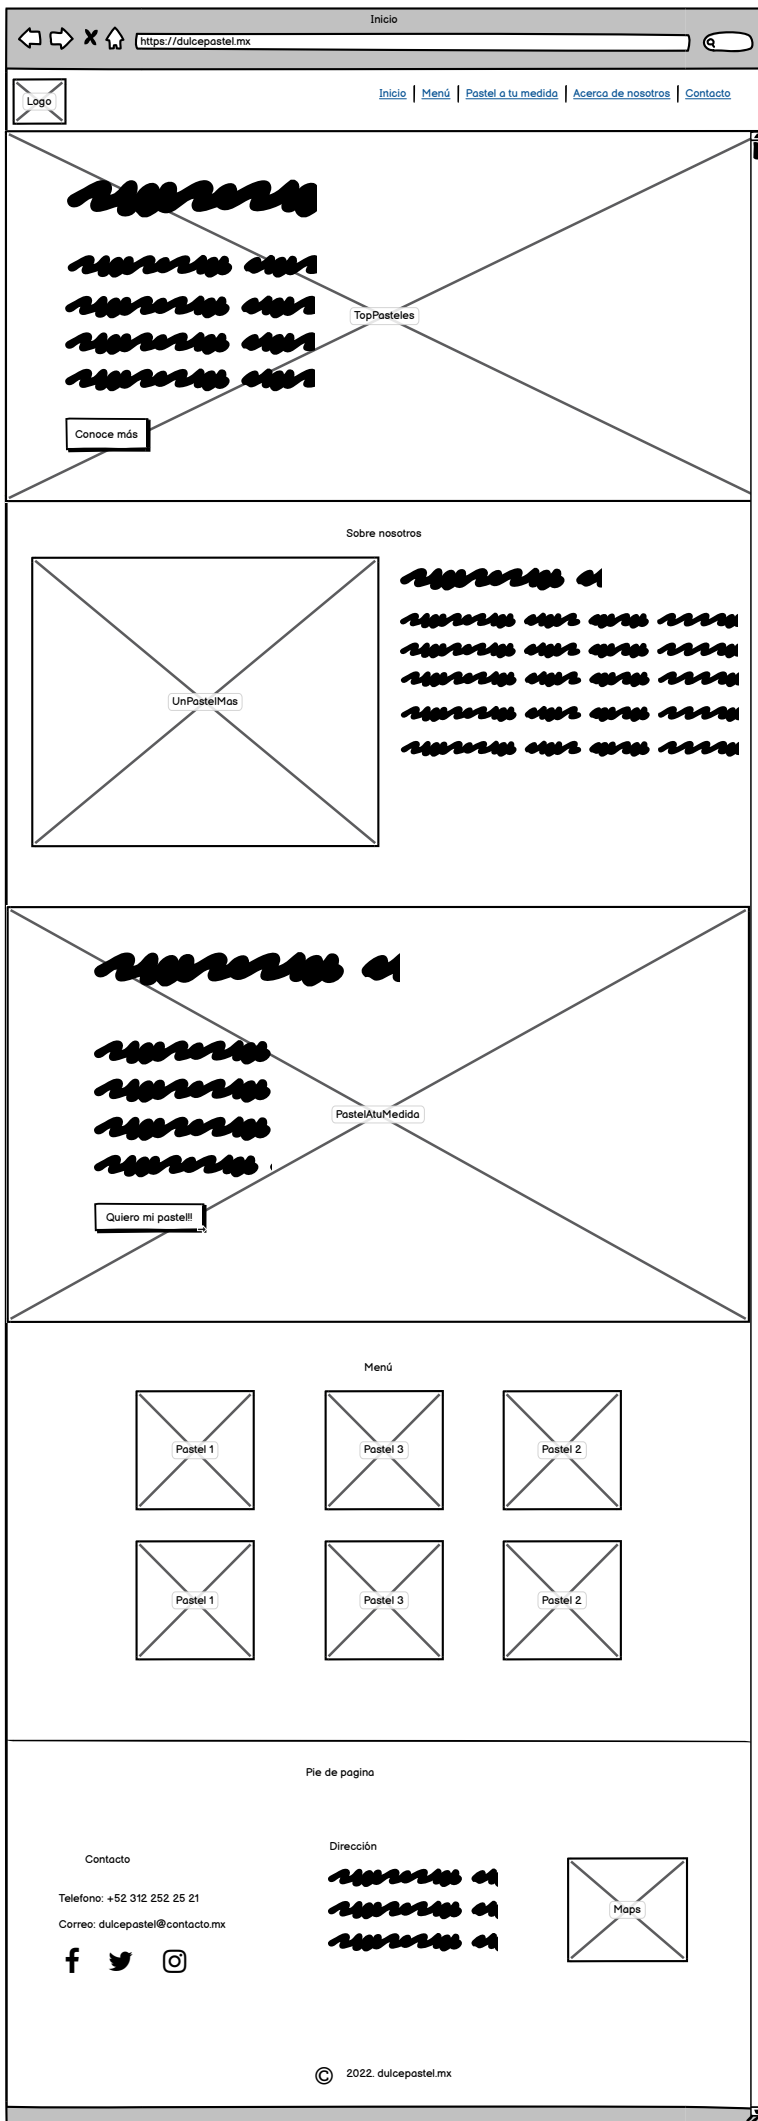 Inicio
https://dulcepastel.mx
Logo
Inicio | Menú | Pastel a tu medida | Acerca de nosotros | Contacto
TopPasteles
Conoce más
Sobre nosotros
UnPastelMas
PastelAtuMedida
Quiero mi pastel!!
Menú
Pastel 1 Pastel 3 Pastel 2
Pastel 1 Pastel 3 Pastel 2
Pie de pagina
Contacto
Telefono: +52 312 252 25 21
Correo: dulcepastel@contacto.mx
Dirección
Maps
© 2022. dulcepastel.mx